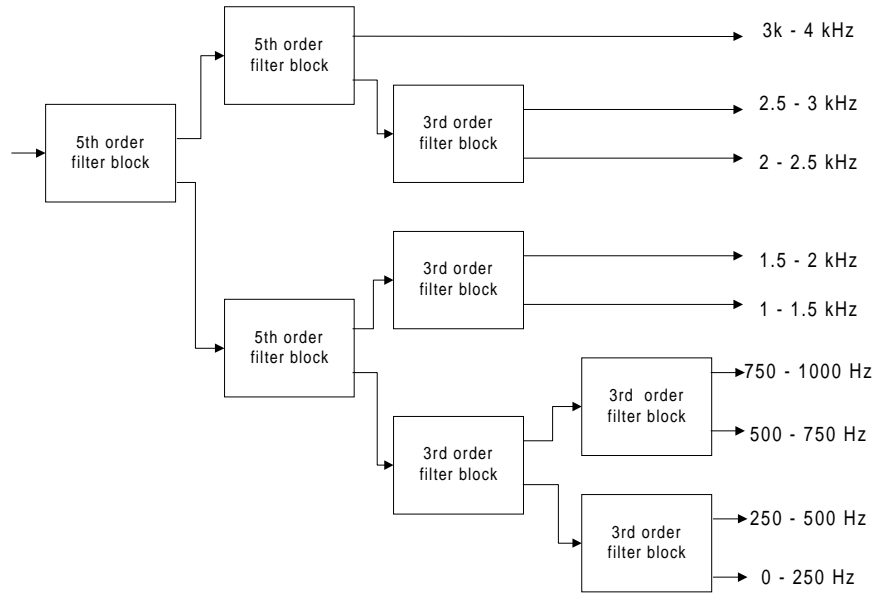 5th order
filter block
3k - 4 kHz
5th order
filter block
3rd order
filter block
2.5 - 3 kHz
2 - 2.5 kHz
5th order
filter block
3rd order
filter block
1.5 - 2 kHz
1 - 1.5 kHz
3rd order
filter block
3rd order
filter block
750 - 1000 Hz
500 - 750 Hz
3rd order
filter block
250 - 500 Hz
0 - 250 Hz